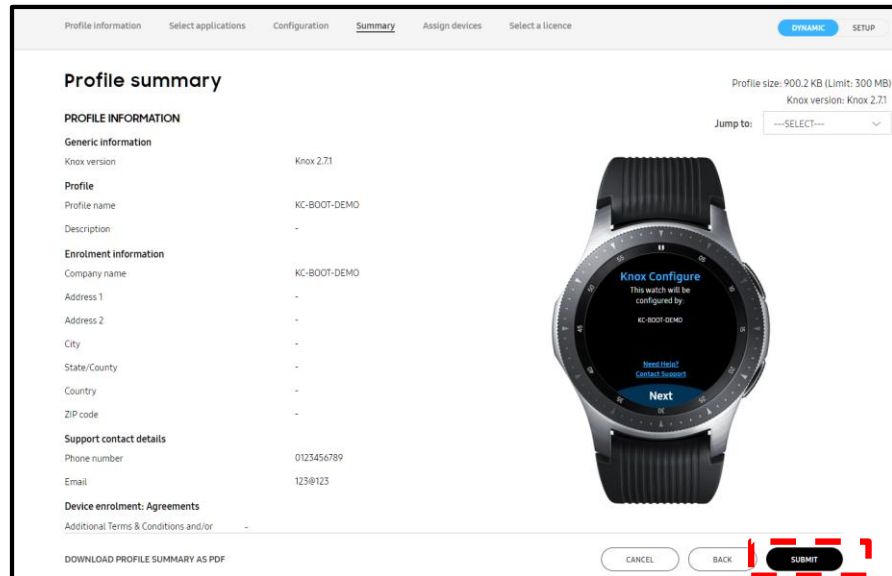 Profile information Select applications Configuration Summary Assign devices Select a licence DYNAMIC SETUP
Profile summary
Profile size: 900.2 KB (Limit: 300 MB)
Knox version: Knox 2.7.1
Jump to: ---SELECT---
PROFILE INFORMATION
Generic information
Knox version Knox 2.7.1
Profile
Profile name KC-BOOT-DEMO
Description -
Enrolment information
Company name KC-BOOT-DEMO
Address 1 -
Address 2 -
City -
State/County -
Country -
ZIP code -
Support contact details
Phone number 0123456789
Email 123@123
Device enrolment: Agreements
Additional Terms & Conditions and/or -
Knox Configure
This watch will be
configured by:
KC-BOOT-DEMO
Need Help?
Contact Support
Next
DOWNLOAD PROFILE SUMMARY AS PDF CANCEL BACK SUBMIT